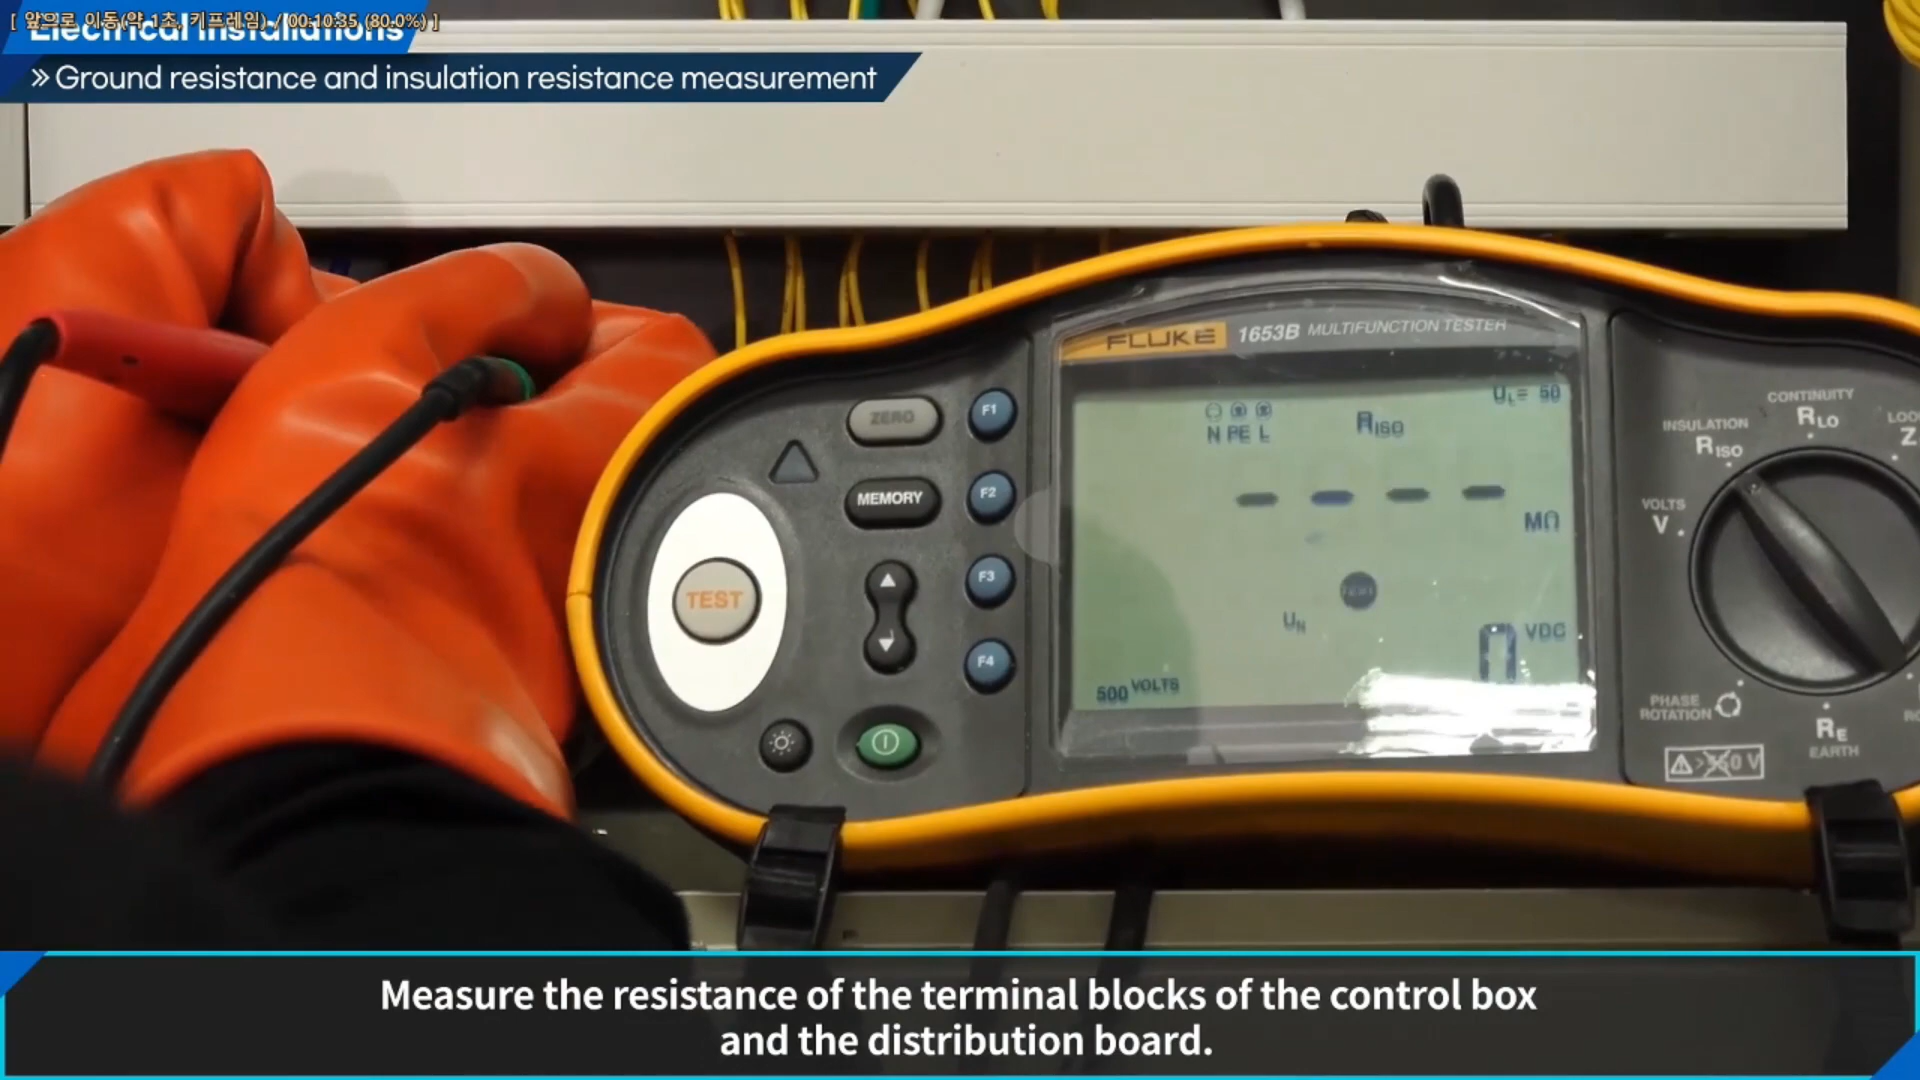 [ 앞으로 이동(약 1초, 키프레임) / 00:10:35 (80.0%) ]
Electrical Installations
» Ground resistance and insulation resistance measurement
FLUKE 1653B MULTIFUNCTION TESTER
ZERO
F1
MEMORY
F2
TEST
F3
F4
UL= 50
N PE L
RISO
MΩ
UN
0 VDC
500 VOLTS
CONTINUITY
RLO
INSULATION
RISO
Z
VOLTS
V
PHASE
ROTATION
RE
EARTH
Measure the resistance of the terminal blocks of the control box
and the distribution board.